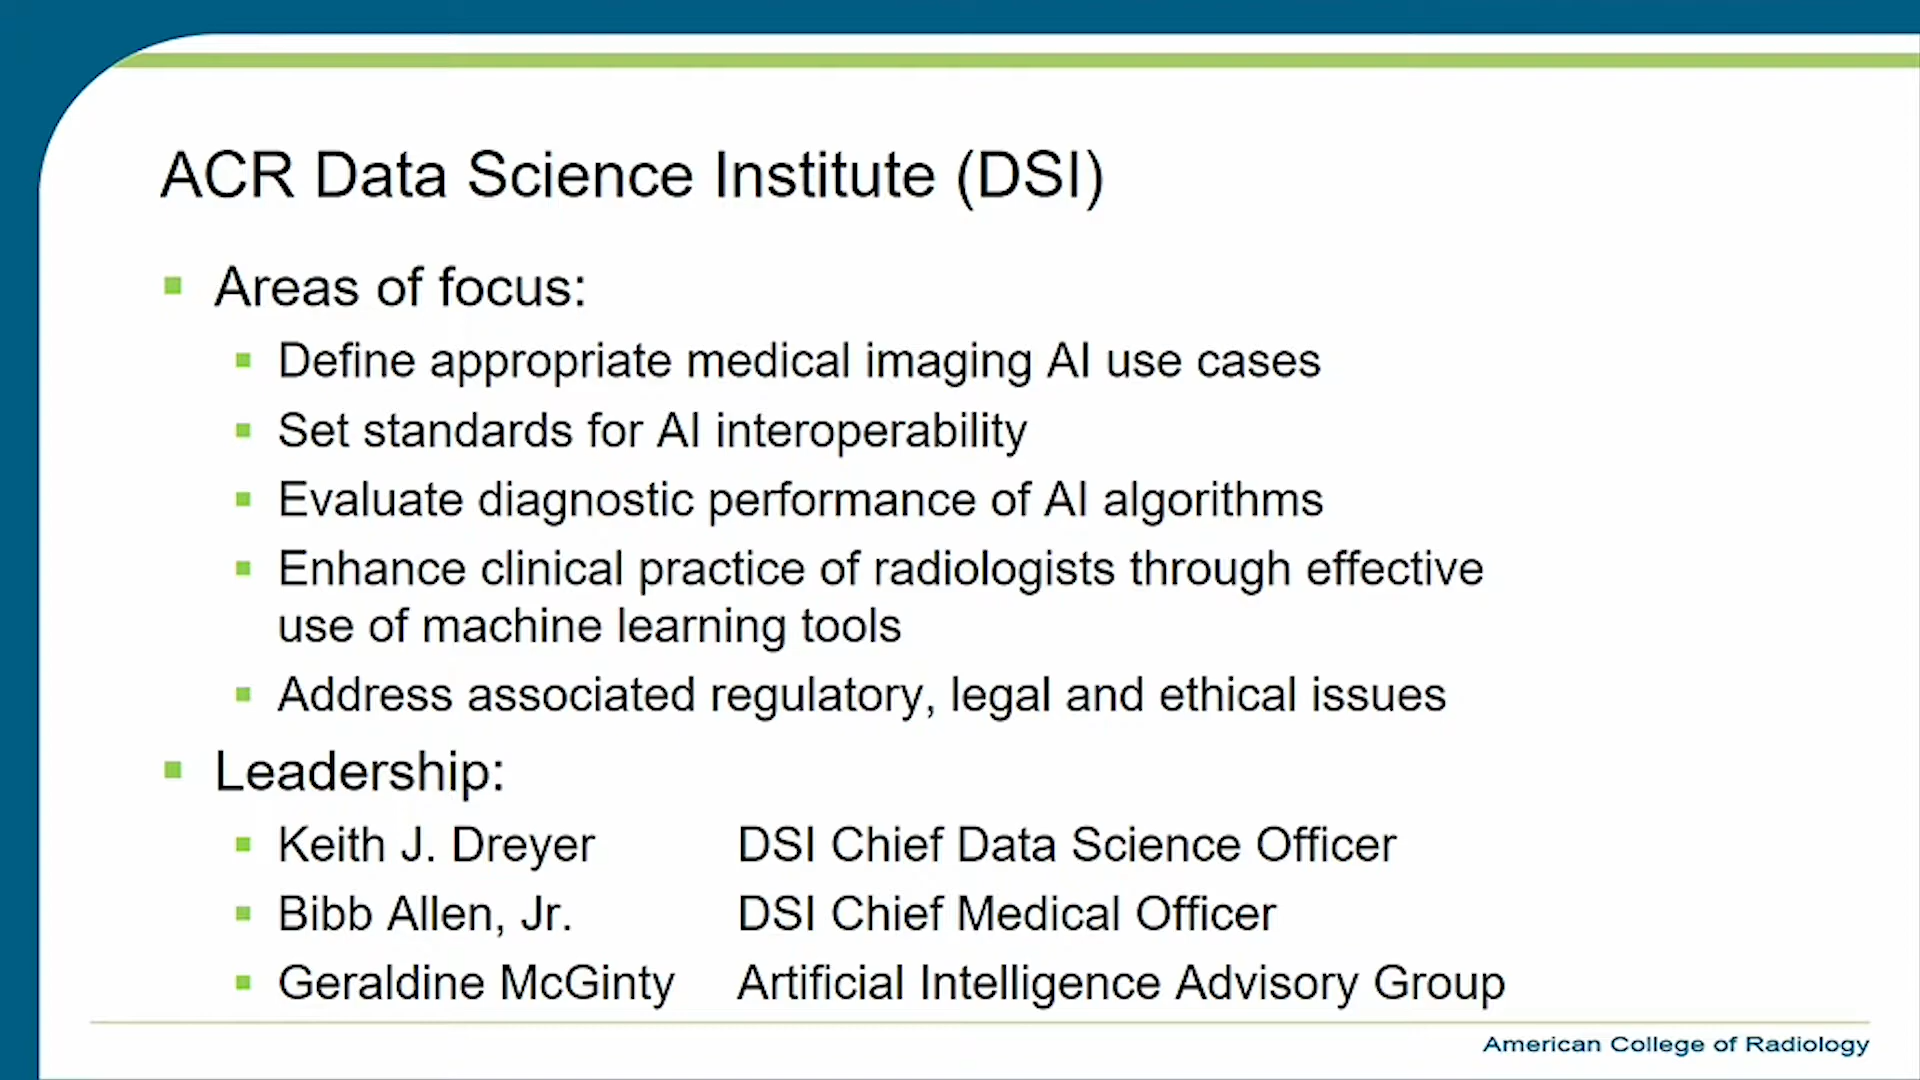 ACR Data Science Institute (DSI)
Areas of focus:
Define appropriate medical imaging AI use cases
Set standards for AI interoperability
Evaluate diagnostic performance of AI algorithms
Enhance clinical practice of radiologists through effective
use of machine learning tools
Address associated regulatory, legal and ethical issues
Leadership:
Keith J. Dreyer DSI Chief Data Science Officer
Bibb Allen, Jr. DSI Chief Medical Officer
Geraldine McGinty Artificial Intelligence Advisory Group
American College of Radiology